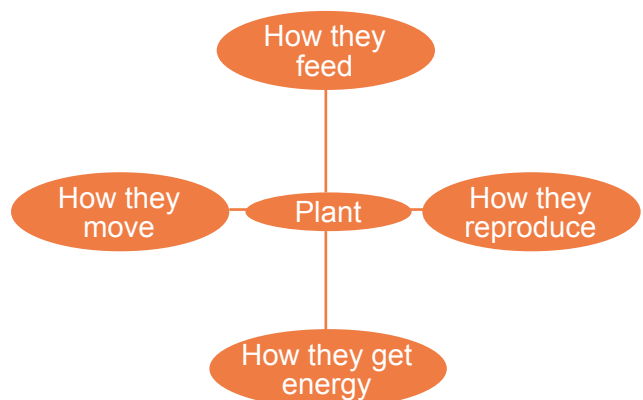 How they
feed
How they
move
Plant
How they
reproduce
How they get
energy